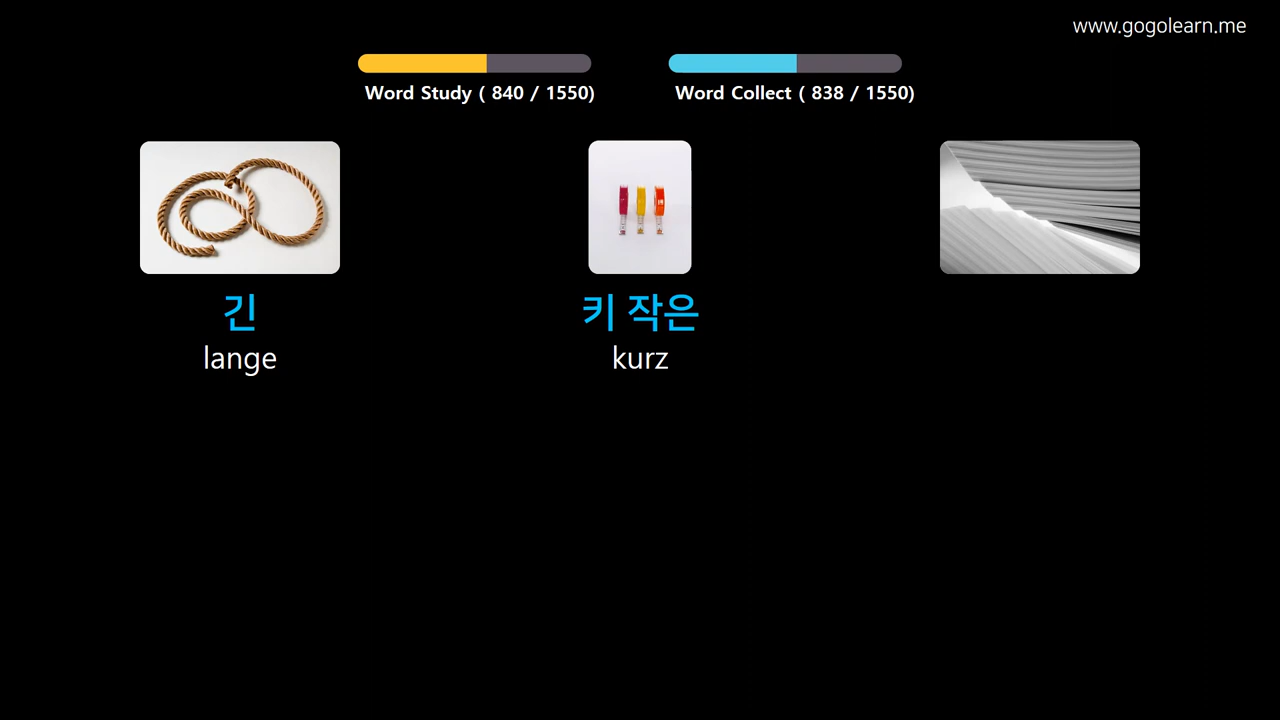 www.gogolearn.me
Word Study ( 840 / 1550)
Word Collect ( 838 / 1550)
긴
키 작은
lange
kurz